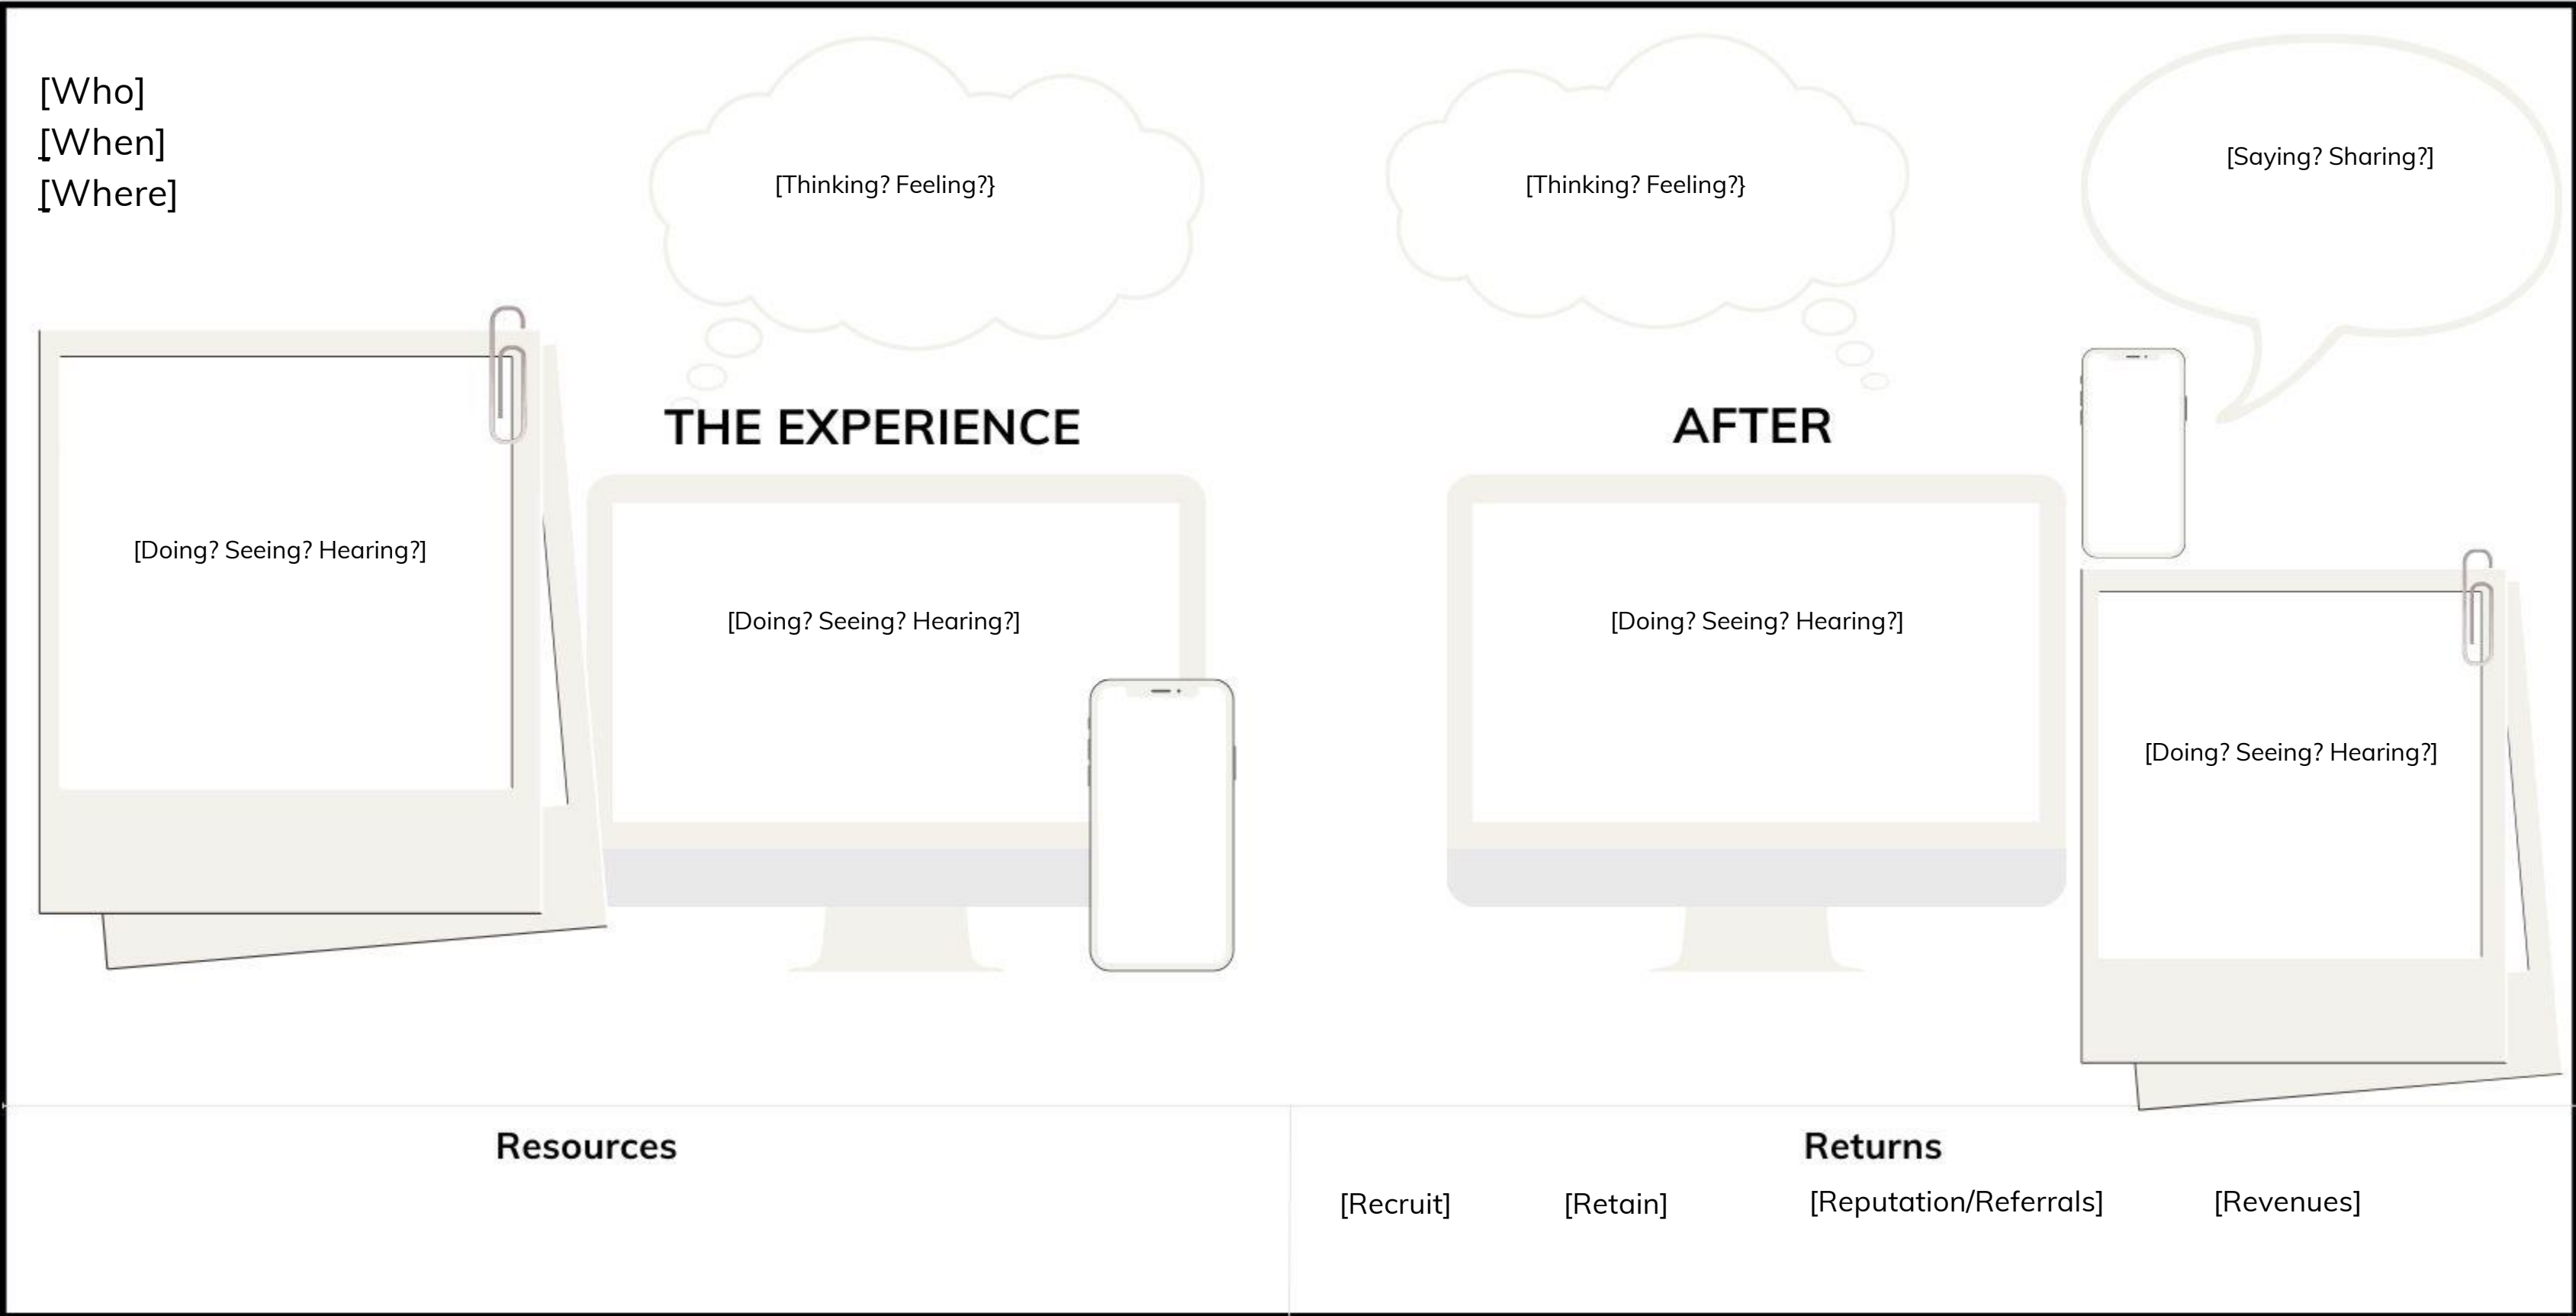 [Who]
[When]
[Where]
[Thinking? Feeling?}
[Thinking? Feeling?}
[Saying? Sharing?]
THE EXPERIENCE
AFTER
[Doing? Seeing? Hearing?]
[Doing? Seeing? Hearing?]
[Doing? Seeing? Hearing?]
[Doing? Seeing? Hearing?]
Resources
Returns
[Recruit]
[Retain]
[Reputation/Referrals]
[Revenues]